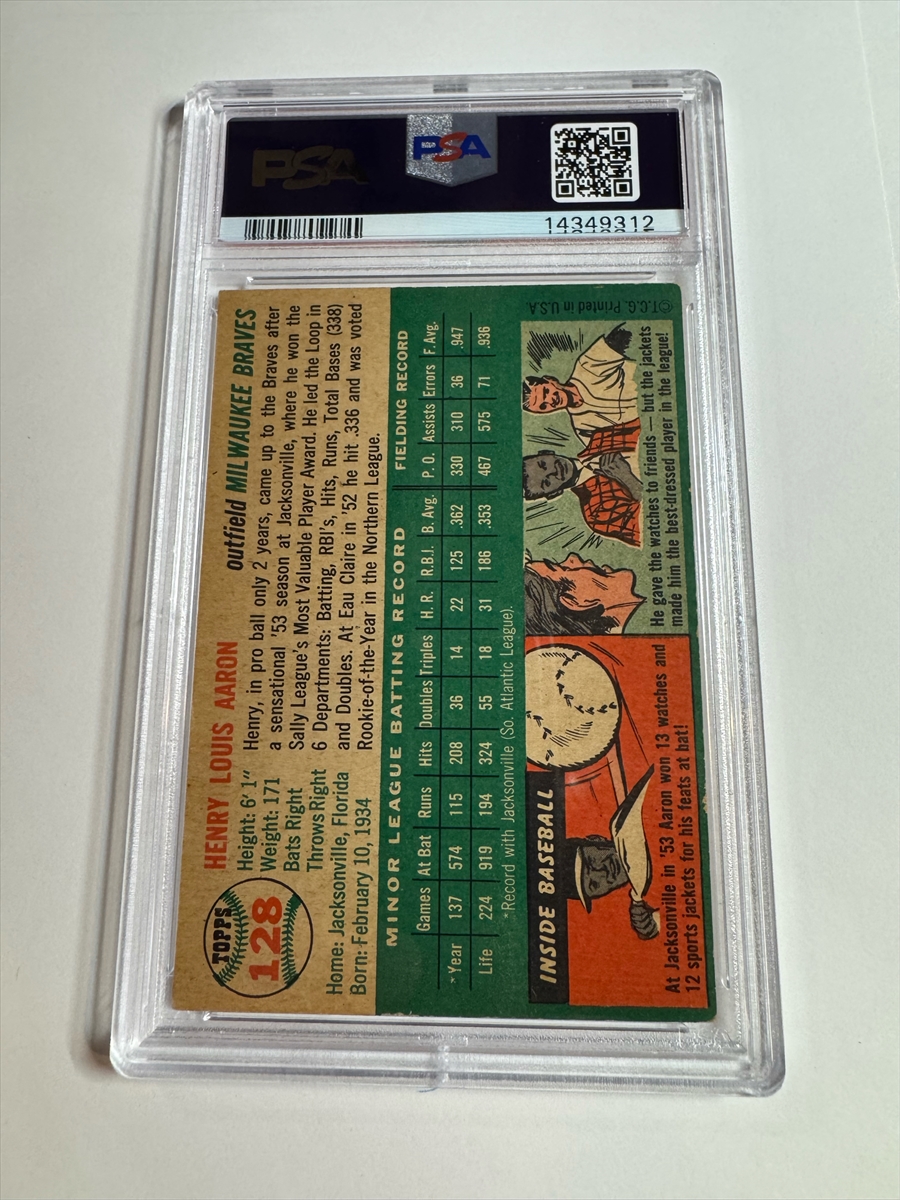 PSA
PSA
14349312
TOPPS
128
HENRY LOUIS AARON
outfield MILWAUKEE BRAVES
Height: 6' 1"
Weight: 171
Bats Right
Throws Right
Home: Jacksonville, Florida
Born: February 10, 1934
Henry, in pro ball only 2 years, came up to the Braves after
a sensational '53 season at Jacksonville, where he won the
Sally League's Most Valuable Player Award. He led the Loop in
6 Departments: Batting, RBI's, Hits, Runs, Total Bases (338)
and Doubles. At Eau Claire in '52 he hit .336 and was voted
Rookie-of-the-Year in the Northern League.
MINOR LEAGUE BATTING RECORD
FIELDING RECORD
Games At Bat Runs Hits Doubles Triples H. R. R.B.I. B. Avg. P. O. Assists Errors F. Avg.
*Year 137 574 115 208 36 14 22 125 .362 330 310 36 .947
Life 224 919 194 324 55 18 31 186 .353 467 575 71 .936
*Record with Jacksonville (So. Atlantic League).
INSIDE BASEBALL
At Jacksonville in '53 Aaron won 13 watches and
12 sports jackets for his feats at bat!
He gave the watches to friends — but the jackets
made him the best-dressed player in the league!
©T.C.G. Printed in U.S.A